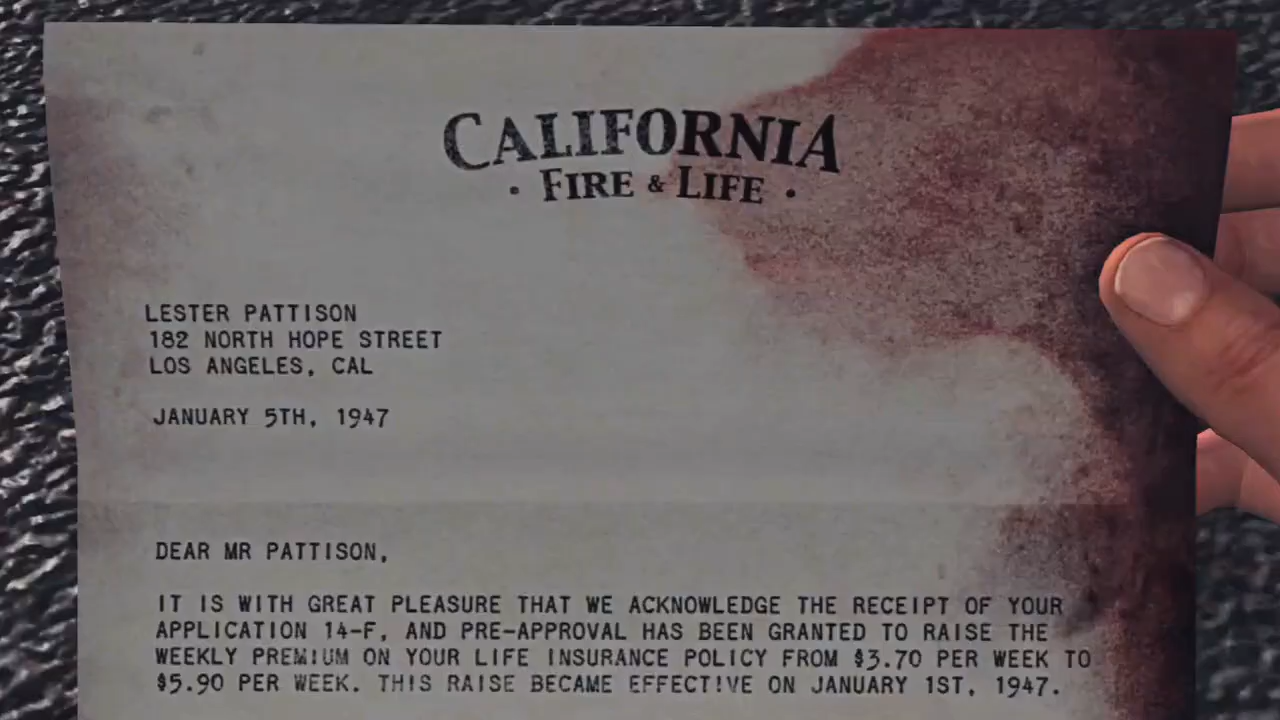 CALIFORNIA
· FIRE & LIFE ·
LESTER PATTISON
182 NORTH HOPE STREET
LOS ANGELES, CAL
JANUARY 5TH, 1947
DEAR MR PATTISON,
IT IS WITH GREAT PLEASURE THAT WE ACKNOWLEDGE THE RECEIPT OF YOUR
APPLICATION 14-F, AND PRE-APPROVAL HAS BEEN GRANTED TO RAISE THE
WEEKLY PREMIUM ON YOUR LIFE INSURANCE POLICY FROM $3.70 PER WEEK TO
$5.90 PER WEEK. THIS RAISE BECAME EFFECTIVE ON JANUARY 1ST, 1947.